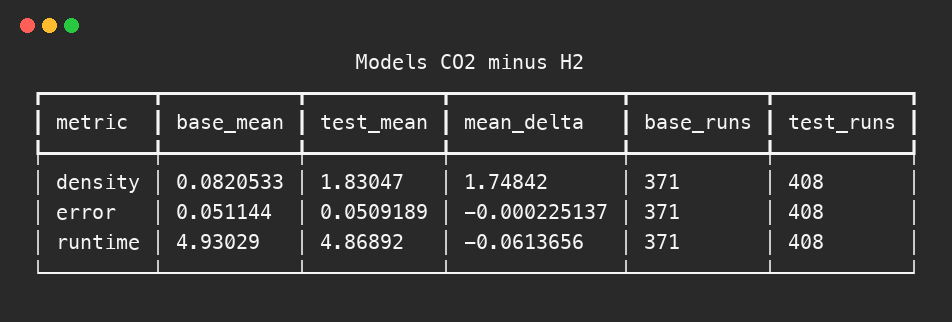 Models CO2 minus H2
metric base_mean test_mean mean_delta base_runs test_runs
density 0.0820533 1.83047 1.74842 371 408
error 0.051144 0.0509189 −0.000225137 371 408
runtime 4.93029 4.86892 −0.0613656 371 408